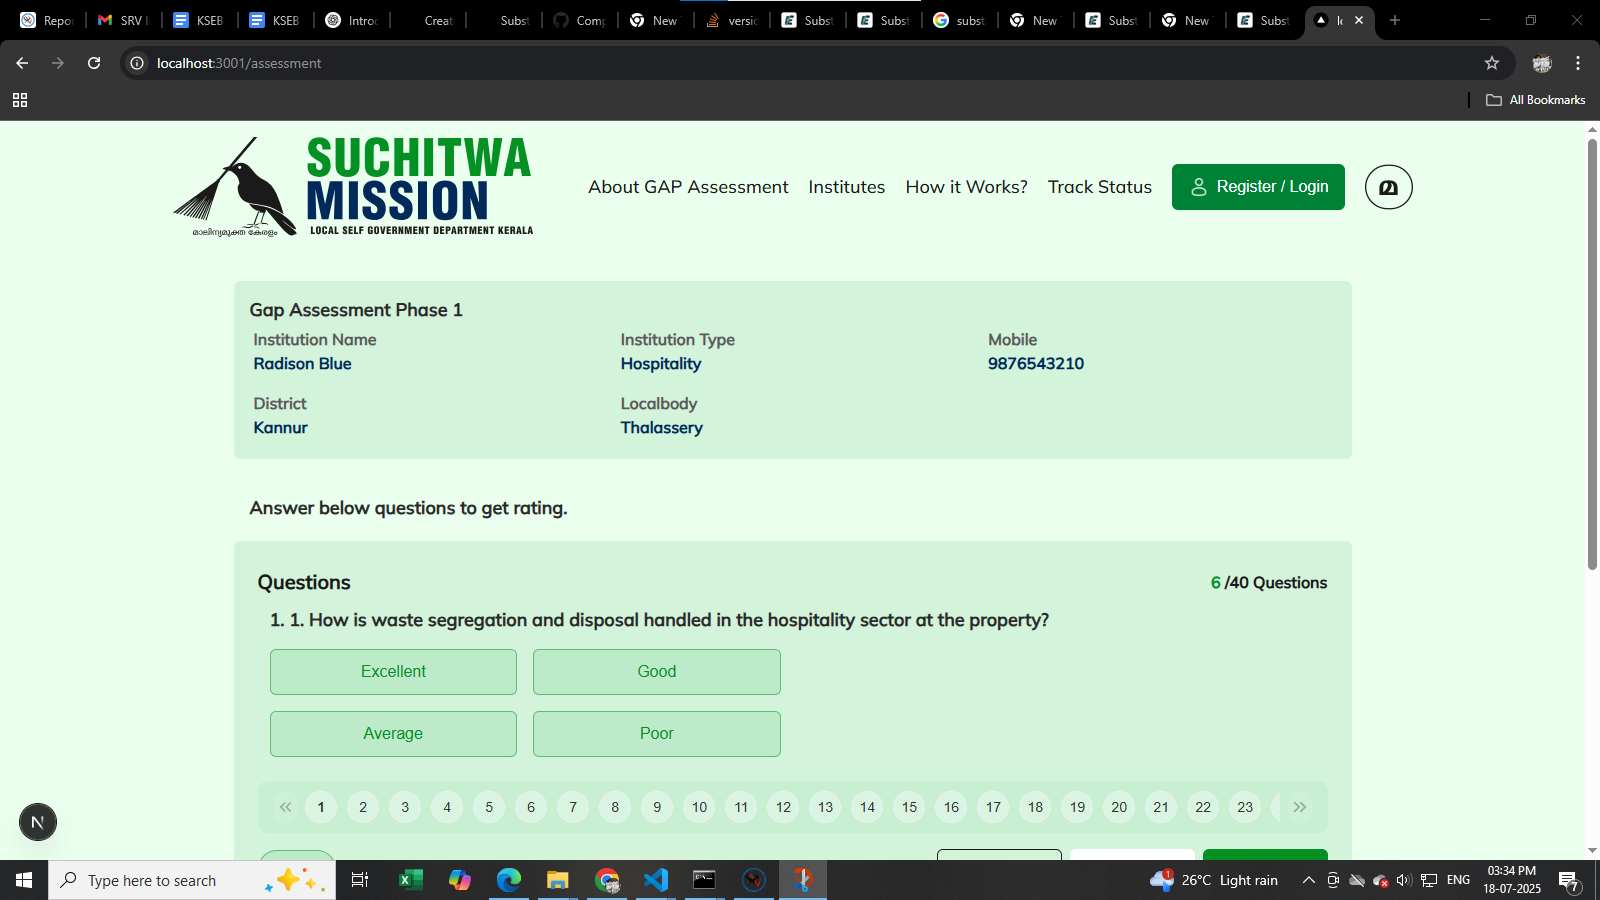 Repo
SRV I
KSEB
KSEB
Introd
Creat
Subst
Comp
New
versio
Subst
Subst
subst
New
Subst
New
Subst
localhost:3001/assessment
All Bookmarks
SUCHITWA
MISSION
LOCAL SELF GOVERNMENT DEPARTMENT KERALA
മാലിന്യമുക്ത കേരളം
About GAP Assessment
Institutes
How it Works?
Track Status
Register / Login
മ
Gap Assessment Phase 1
Institution Name
Radison Blue
Institution Type
Hospitality
Mobile
9876543210
District
Kannur
Localbody
Thalassery
Answer below questions to get rating.
Questions
6 /40 Questions
1. 1. How is waste segregation and disposal handled in the hospitality sector at the property?
Excellent
Good
Average
Poor
« 1 2 3 4 5 6 7 8 9 10 11 12 13 14 15 16 17 18 19 20 21 22 23 »
N
Type here to search
1
26°C Light rain
ENG
03:34 PM
18-07-2025
7